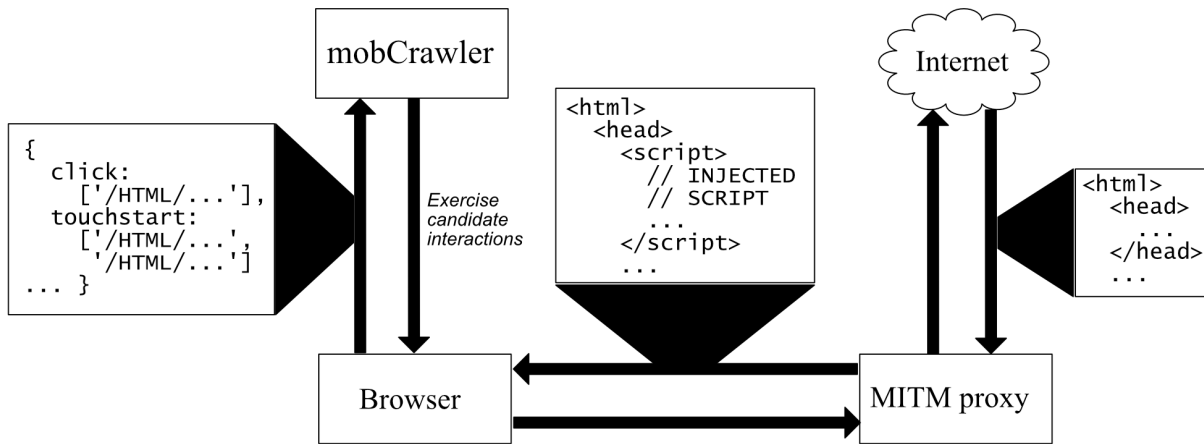 mobCrawler
Internet
{
click:
['/HTML/...'],
touchstart:
['/HTML/...',
'/HTML/...']
... }
Exercise
candidate
interactions
<html>
<head>
<script>
// INJECTED
// SCRIPT
...
</script>
...
<html>
<head>
...
</head>
...
Browser
MITM proxy